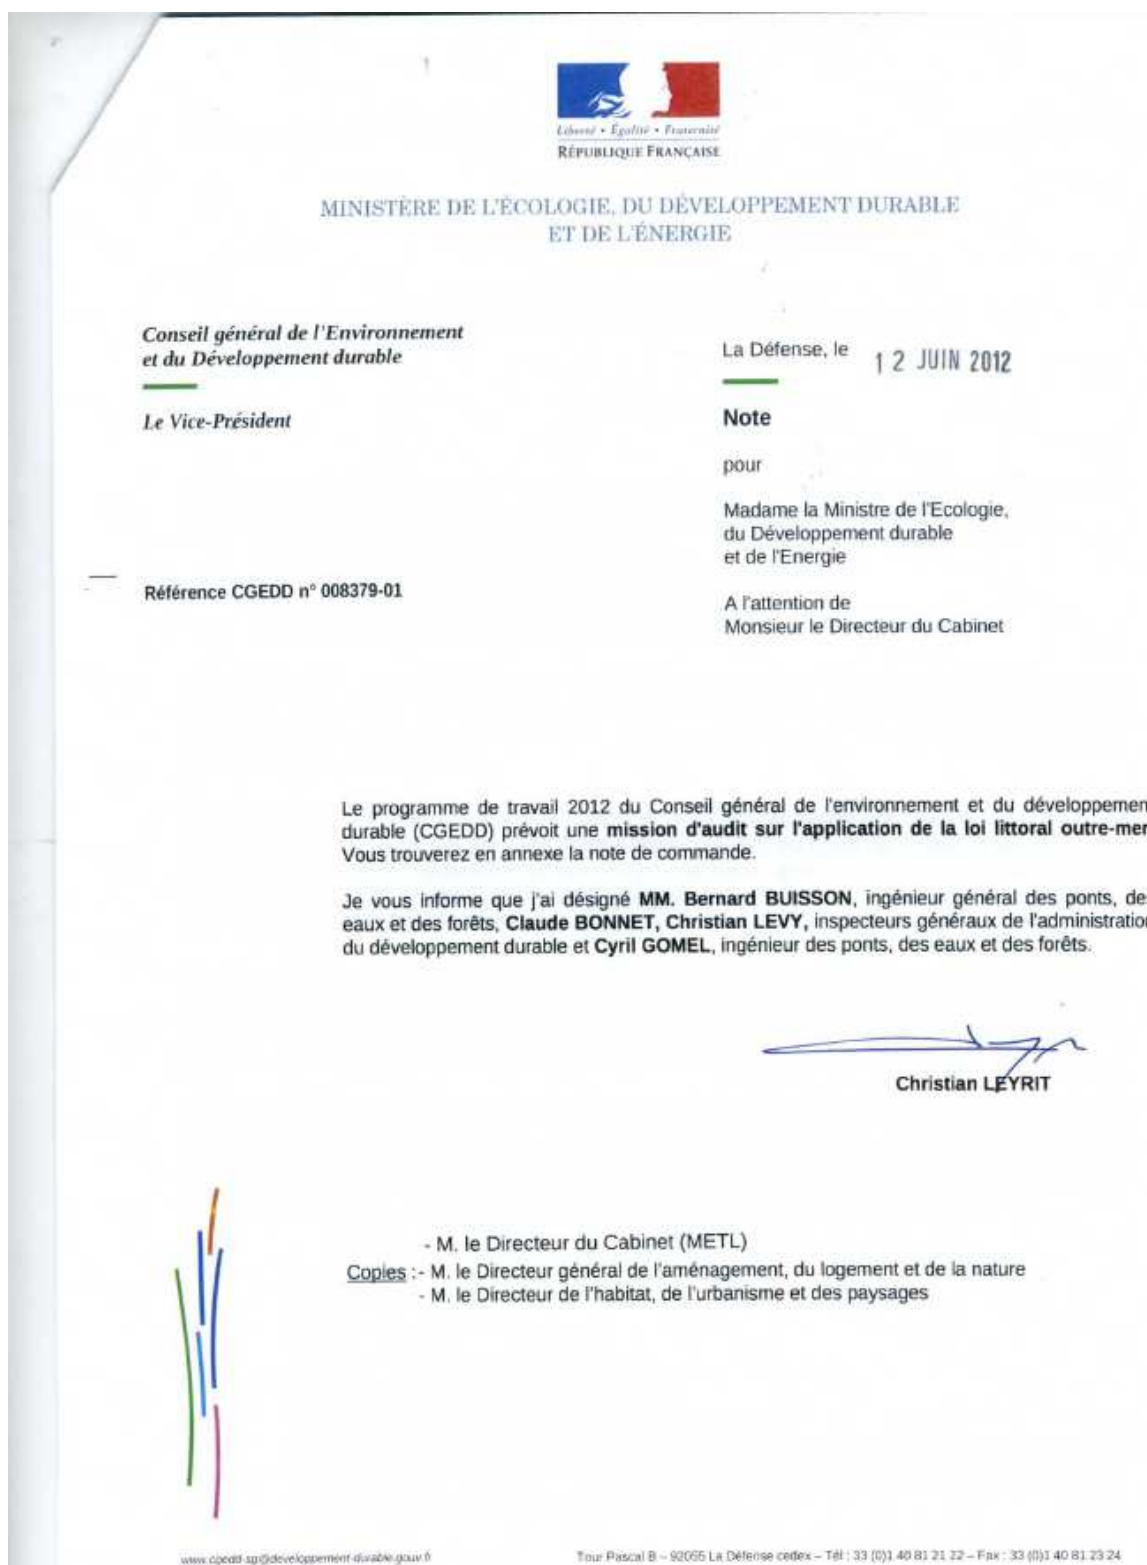 Liberté • Égalité • Fraternité
RÉPUBLIQUE FRANÇAISE
MINISTÈRE DE L'ÉCOLOGIE, DU DÉVELOPPEMENT DURABLE
ET DE L'ÉNERGIE
Conseil général de l'Environnement
et du Développement durable
Le Vice-Président
Référence CGEDD n° 008379-01
La Défense, le 12 JUIN 2012
Note
pour
Madame la Ministre de l'Ecologie,
du Développement durable
et de l'Energie
A l'attention de
Monsieur le Directeur du Cabinet
Le programme de travail 2012 du Conseil général de l'environnement et du développemen
durable (CGEDD) prévoit une mission d'audit sur l'application de la loi littoral outre-mer
Vous trouverez en annexe la note de commande.
Je vous informe que j'ai désigné MM. Bernard BUISSON, ingénieur général des ponts, de
eaux et des forêts, Claude BONNET, Christian LEVY, inspecteurs généraux de l'administration
du développement durable et Cyril GOMEL, ingénieur des ponts, des eaux et des forêts.
Christian LEYRIT
- M. le Directeur du Cabinet (METL)
Copies :- M. le Directeur général de l'aménagement, du logement et de la nature
- M. le Directeur de l'habitat, de l'urbanisme et des paysages
www.cgedd-sg@developpement-durable.gouv.fr
Tour Pascal B – 92055 La Défense cedex – Tél : 33 (0)1 40 81 21 22 – Fax : 33 (0)1 40 81 23 24